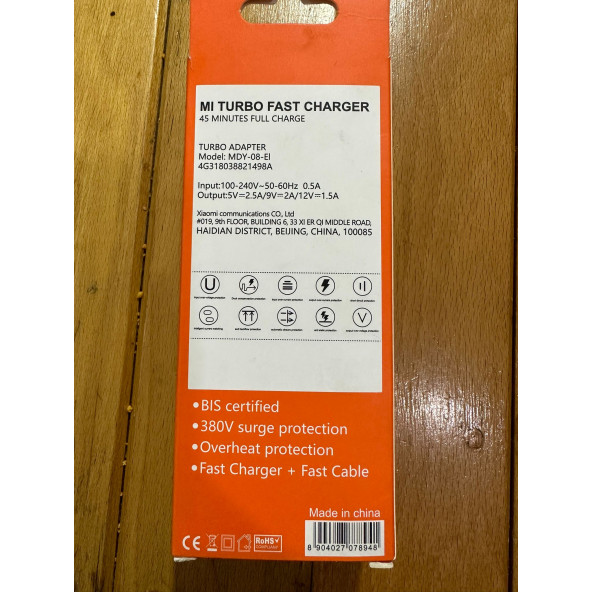 MI TURBO FAST CHARGER
45 MINUTES FULL CHARGE
TURBO ADAPTER
Model: MDY-08-EI
4G318038821498A
Input:100-240V~50-60Hz 0.5A
Output:5V=2.5A/9V=2A/12V=1.5A
Xiaomi communications CO,.Ltd
#019, 9th FLOOR, BUILDING 6, 33 XI ER QI MIDDLE ROAD,
HAIDIAN DISTRICT, BEIJING, CHINA, 100085
•BIS certified
•380V surge protection
•Overheat protection
•Fast Charger + Fast Cable
Made in china
CE
RoHS
COMPLIANT
8 904027 078948